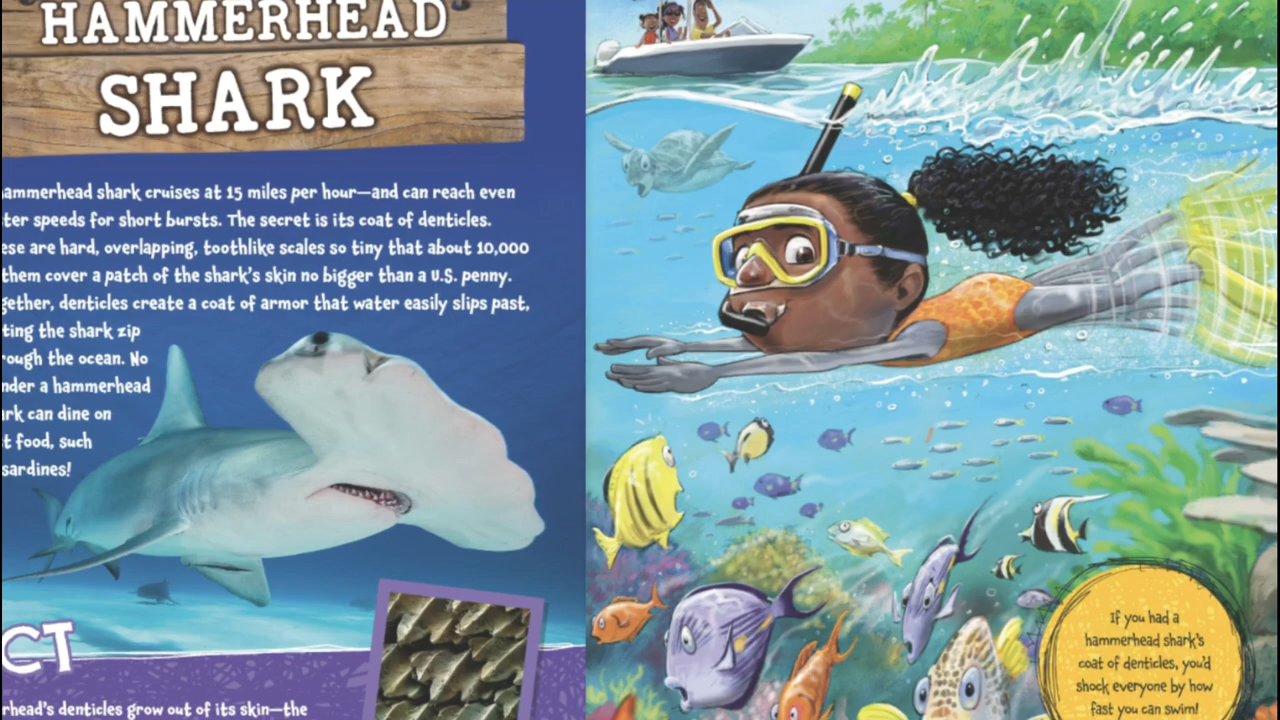 HAMMERHEAD
SHARK
hammerhead shark cruises at 15 miles per hour—and can reach even
ter speeds for short bursts. The secret is its coat of denticles.
ese are hard, overlapping, toothlike scales so tiny that about 10,000
them cover a patch of the shark's skin no bigger than a U.S. penny.
gether, denticles create a coat of armor that water easily slips past,
ting the shark zip
rough the ocean. No
nder a hammerhead
ark can dine on
t food, such
sardines!
CT
rhead's denticles grow out of its skin—the
If you had a
hammerhead shark's
coat of denticles, you'd
shock everyone by how
fast you can swim!